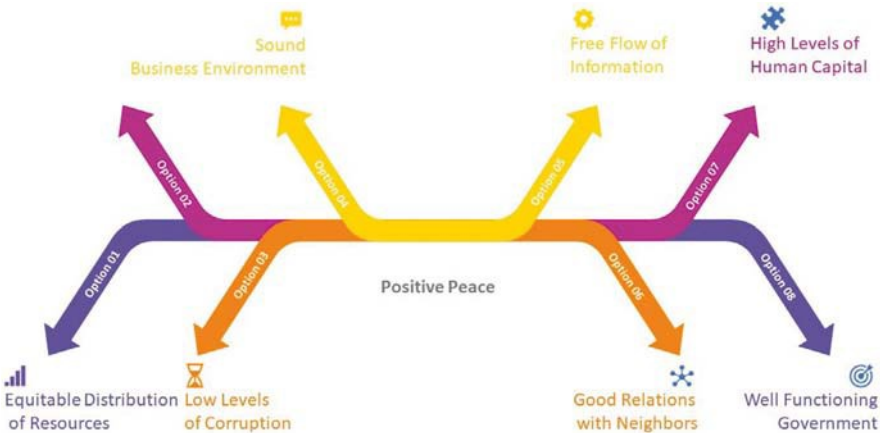 Sound
Business Environment
Free Flow of
Information
High Levels of
Human Capital
Option 02
Option 04
Option 05
Option 07
Option 01
Option 03
Option 06
Option 08
Positive Peace
Equitable Distribution
of Resources
Low Levels
of Corruption
Good Relations
with Neighbors
Well Functioning
Government